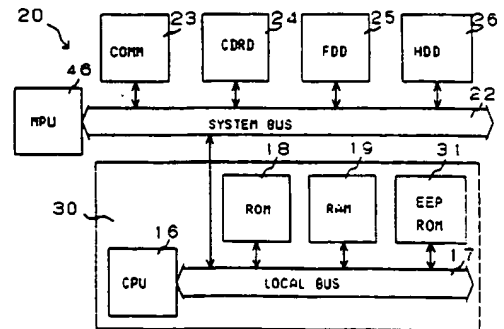 20
23
24
25
26
COMM
CDRD
FDD
HDD
46
MPU
22
SYSTEM BUS
18
19
31
30
ROM
RAM
EEP
ROM
16
CPU
17
LOCAL BUS